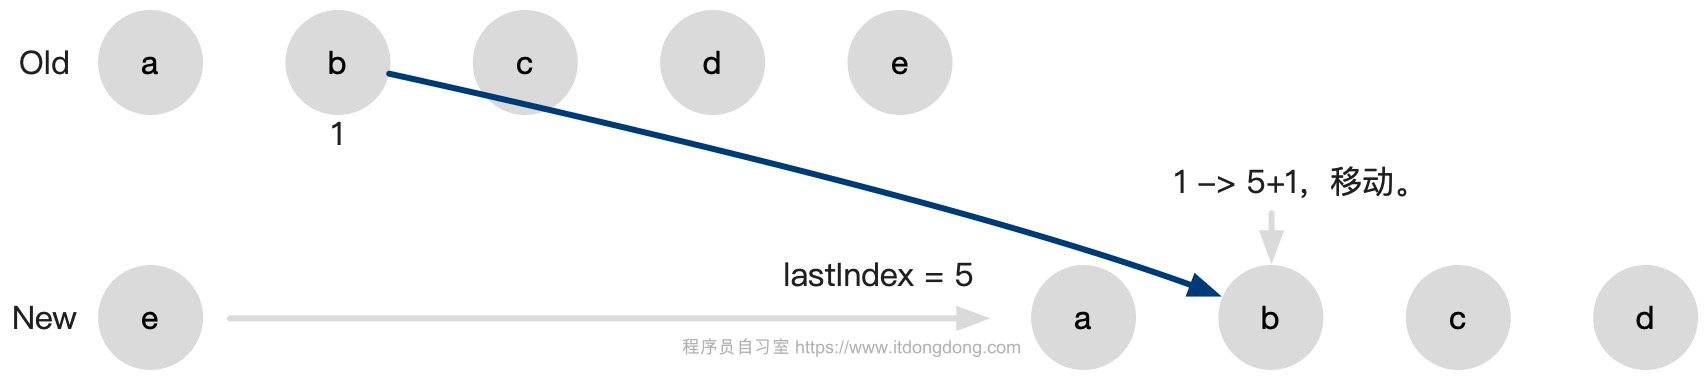 Old a b c d e
1
1 –> 5+1，移动。
lastIndex = 5
New e a b c d
程序员自习室 https://www.itdongdong.com